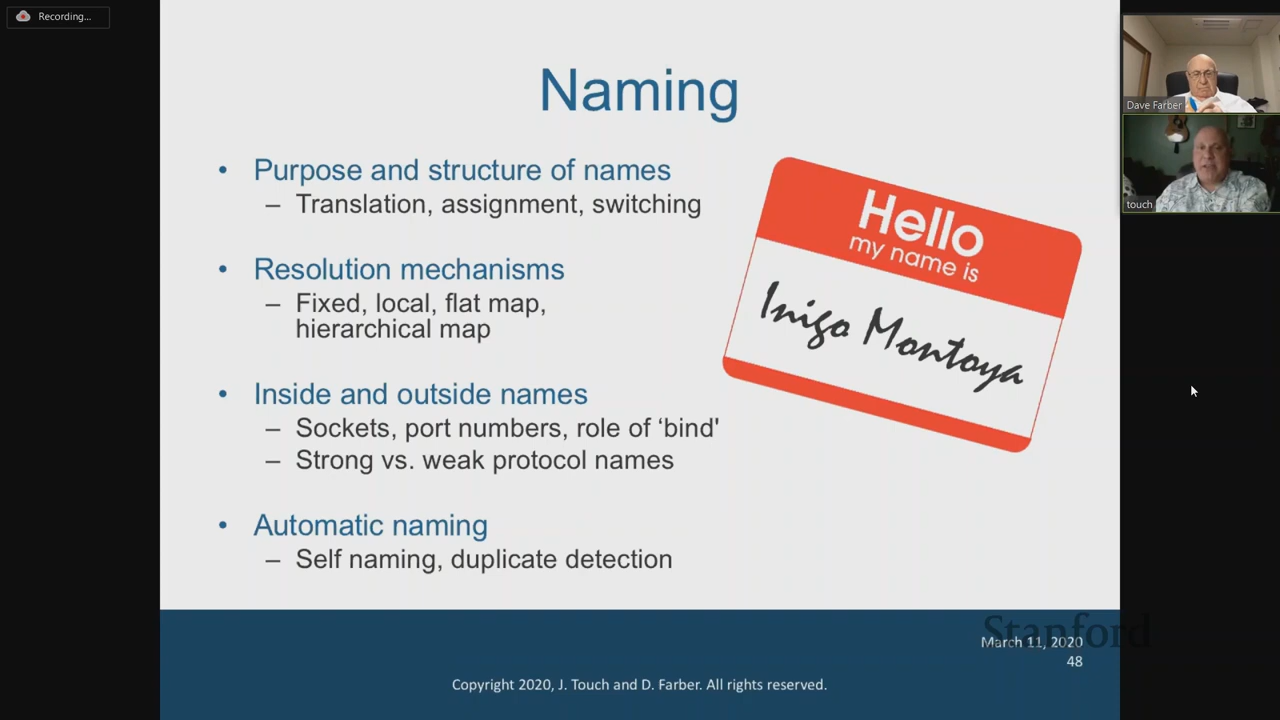 Recording...
Naming
• Purpose and structure of names
– Translation, assignment, switching
• Resolution mechanisms
– Fixed, local, flat map,
hierarchical map
• Inside and outside names
– Sockets, port numbers, role of ‘bind'
– Strong vs. weak protocol names
• Automatic naming
– Self naming, duplicate detection
Hello
my name is
Inigo Montoya
Dave Farber
touch
Stanford
March 11, 2020
48
Copyright 2020, J. Touch and D. Farber. All rights reserved.